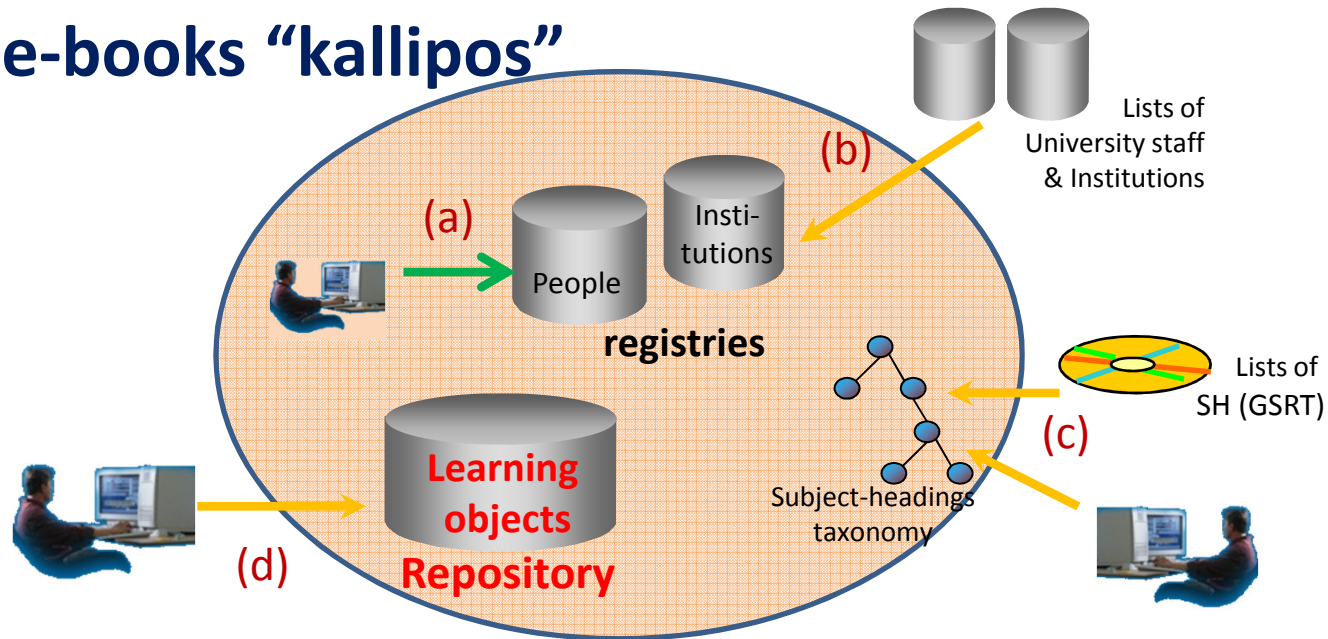 e-books “kallipos”
Lists of
University staff
& Institutions
(b)
(a)
Insti-
tutions
People
registries
Lists of
SH (GSRT)
(c)
Learning
objects
Repository
Subject-headings
taxonomy
(d)